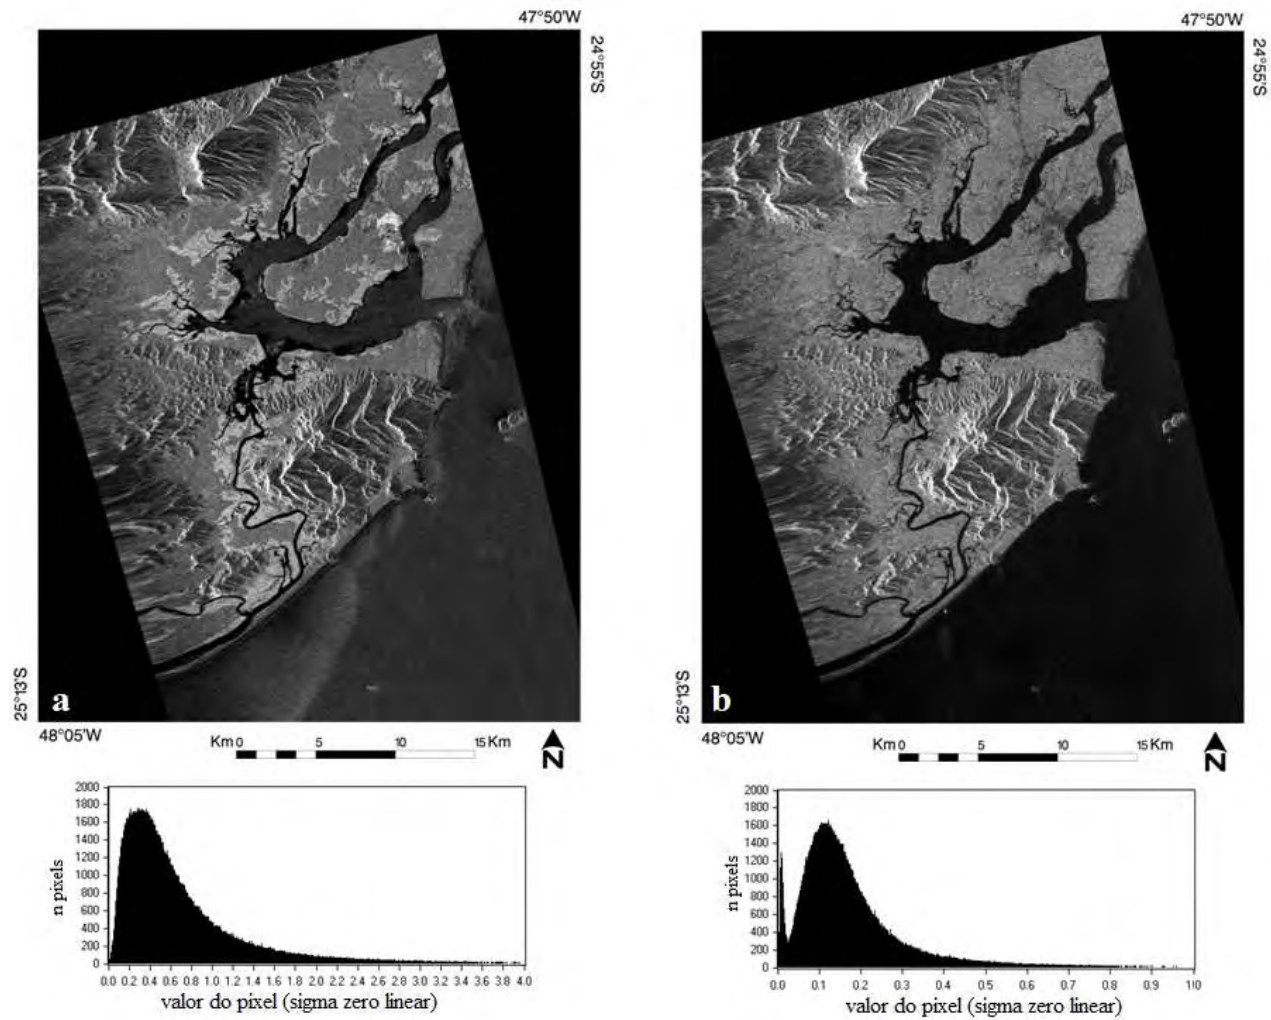 47°50'W
24°55'S
a
25°13'S
48°05'W
Km 0 5 10 15 Km
N
2000
1800
1600
1400
1200
1000
800
600
400
200
0
n pixels
0.0 0.2 0.4 0.6 0.8 1.0 1.2 1.4 1.6 1.8 2.0 2.2 2.4 2.6 2.8 3.0 3.2 3.4 3.6 3.8 4.0
valor do pixel (sigma zero linear)
47°50'W
24°55'S
b
25°13'S
48°05'W
Km 0 5 10 15 Km
N
2000
1800
1600
1400
1200
1000
800
600
400
200
0
n pixels
0.0 0.1 0.2 0.3 0.4 0.5 0.6 0.7 0.8 0.9 10
valor do pixel (sigma zero linear)